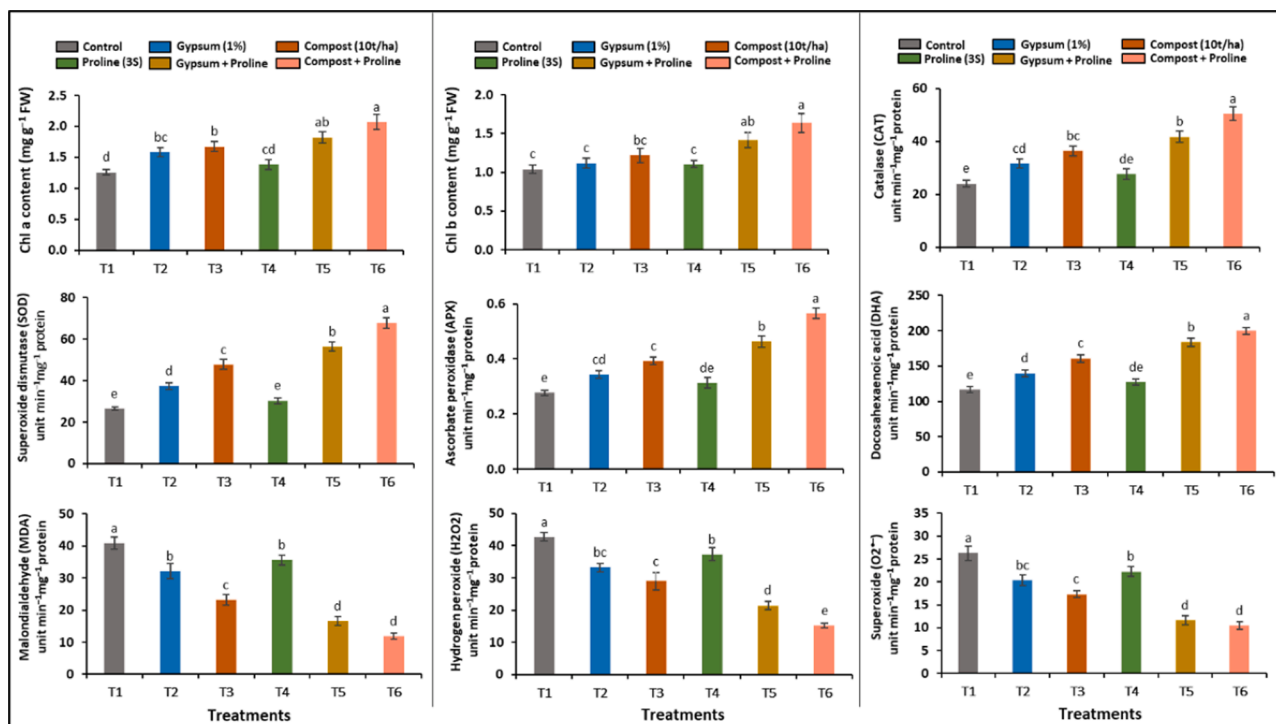 Control Gypsum (1%) Compost (10t/ha)
Proline (3S) Gypsum + Proline Compost + Proline
Chl a content (mg g⁻¹ FW)
2.5
2.0
1.5
1.0
0.5
0.0
d bc b cd a a
T1 T2 T3 T4 T5 T6
Control Gypsum (1%) Compost (10t/ha)
Proline (3S) Gypsum + Proline Compost + Proline
Chl b content (mg g⁻¹ FW)
2.0
1.5
1.0
0.5
0.0
c c bc c ab a
T1 T2 T3 T4 T5 T6
Control Gypsum (1%) Compost (10t/ha)
Proline (3S) Gypsum + Proline Compost + Proline
Catalase (CAT)
unit min⁻¹mg⁻¹ protein
60
40
20
0
e cd bc de b a
T1 T2 T3 T4 T5 T6
Superoxide dismutase (SOD)
unit min⁻¹mg⁻¹ protein
80
60
40
20
0
e d c e b a
T1 T2 T3 T4 T5 T6
Ascorbate peroxidase (APX)
unit min⁻¹mg⁻¹ protein
0.6
0.4
0.2
0.0
e cd c de b a
T1 T2 T3 T4 T5 T6
Docosahexaenoic acid (DHA)
unit min⁻¹mg⁻¹ protein
250
200
150
100
50
0
e d c de b a
T1 T2 T3 T4 T5 T6
Malondialdehyde (MDA)
unit min⁻¹mg⁻¹ protein
50
40
30
20
10
0
a b c b d d
T1 T2 T3 T4 T5 T6
Treatments
Hydrogen peroxide (H2O2)
unit min⁻¹mg⁻¹ protein
50
40
30
20
10
0
a bc c b d e
T1 T2 T3 T4 T5 T6
Treatments
Superoxide (O2•−)
unit min⁻¹mg⁻¹ protein
35
30
25
20
15
10
5
0
a bc c b d d
T1 T2 T3 T4 T5 T6
Treatments